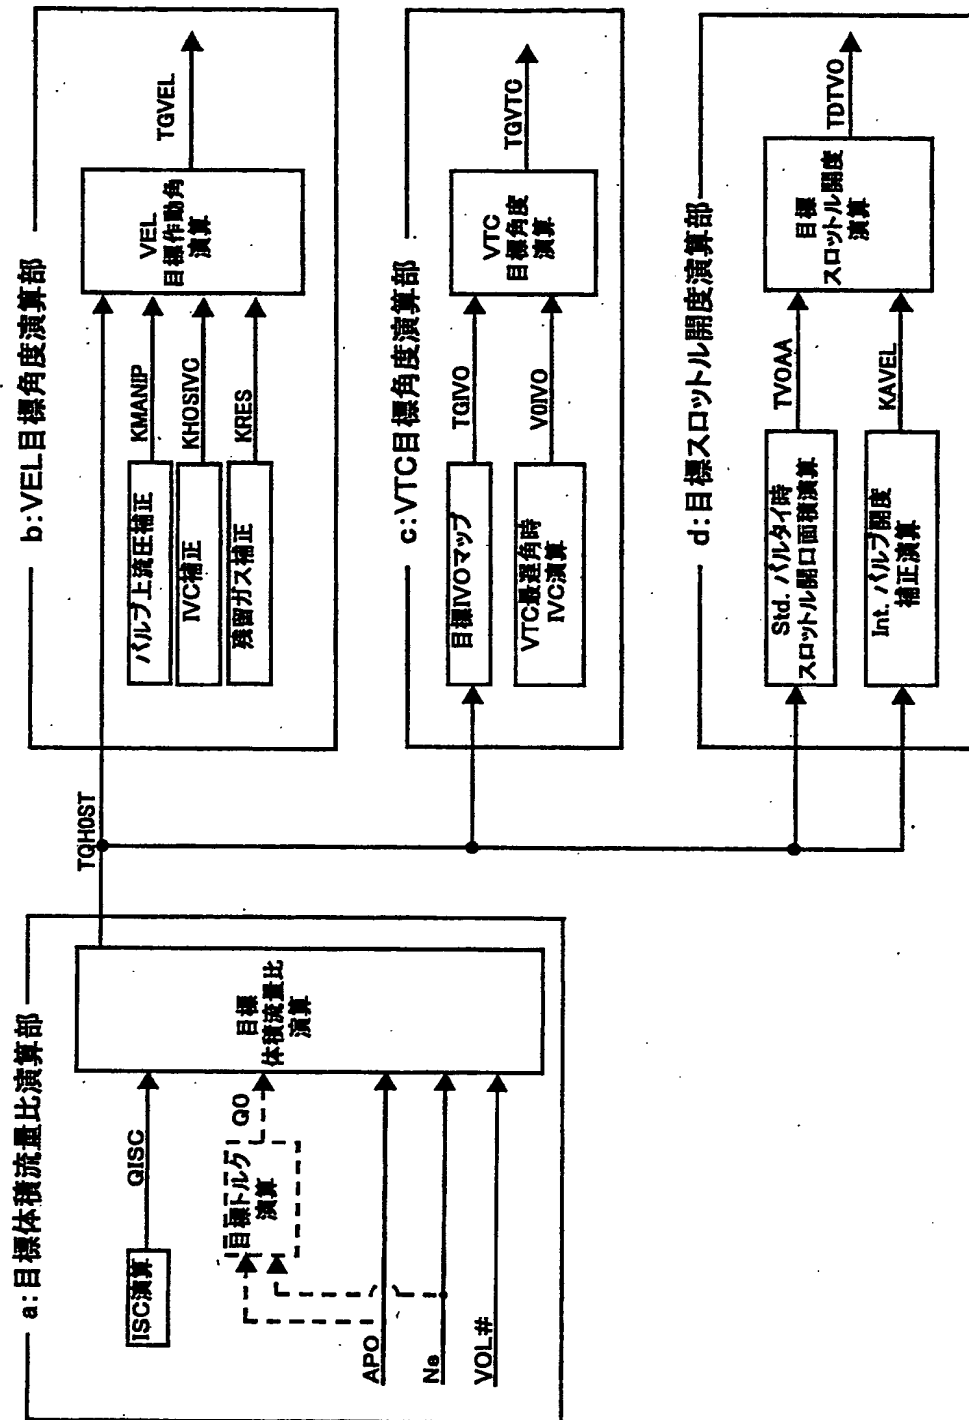 a:目標体積流量比演算部
ISC演算
QISC
目標トルク
演算
Q0
APO
Ne
VOL#
目標
体積流量比
演算
TQH0ST
b:VEL目標角度演算部
バルブ上流圧補正
KMANIP
IVC補正
KHOSIVC
残留ガス補正
KRES
VEL
目標作動角
演算
TGVEL
c:VTC目標角度演算部
目標IVOマップ
TGIVO
VTC最遅角時
IVC演算
V0IVO
VTC
目標角度
演算
TGVTC
d:目標スロットル開度演算部
Std. バルタイ時
スロットル開口面積演算
TVOAA
Int. バルブ開度
補正演算
KAVEL
目標
スロットル開度
演算
TDTVO